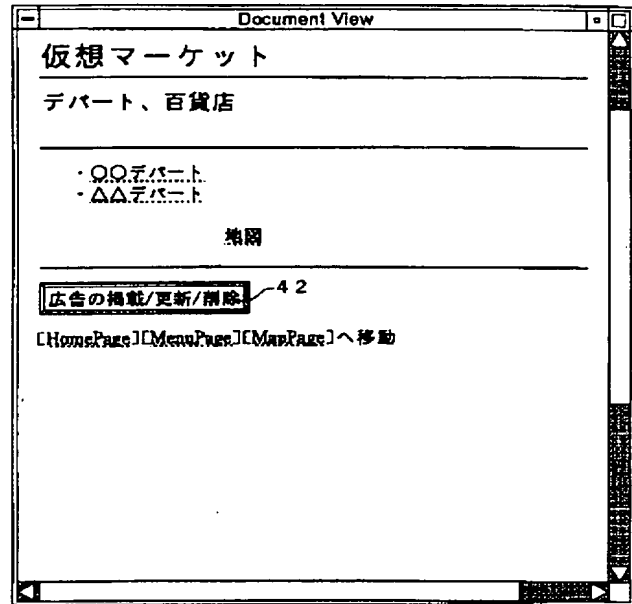 Document View
仮想マーケット
デパート、百貨店
・○○デパート
・△△デパート
地図
広告の掲載/更新/削除
42
[HomePage][MenuPage][MapPage]へ移動